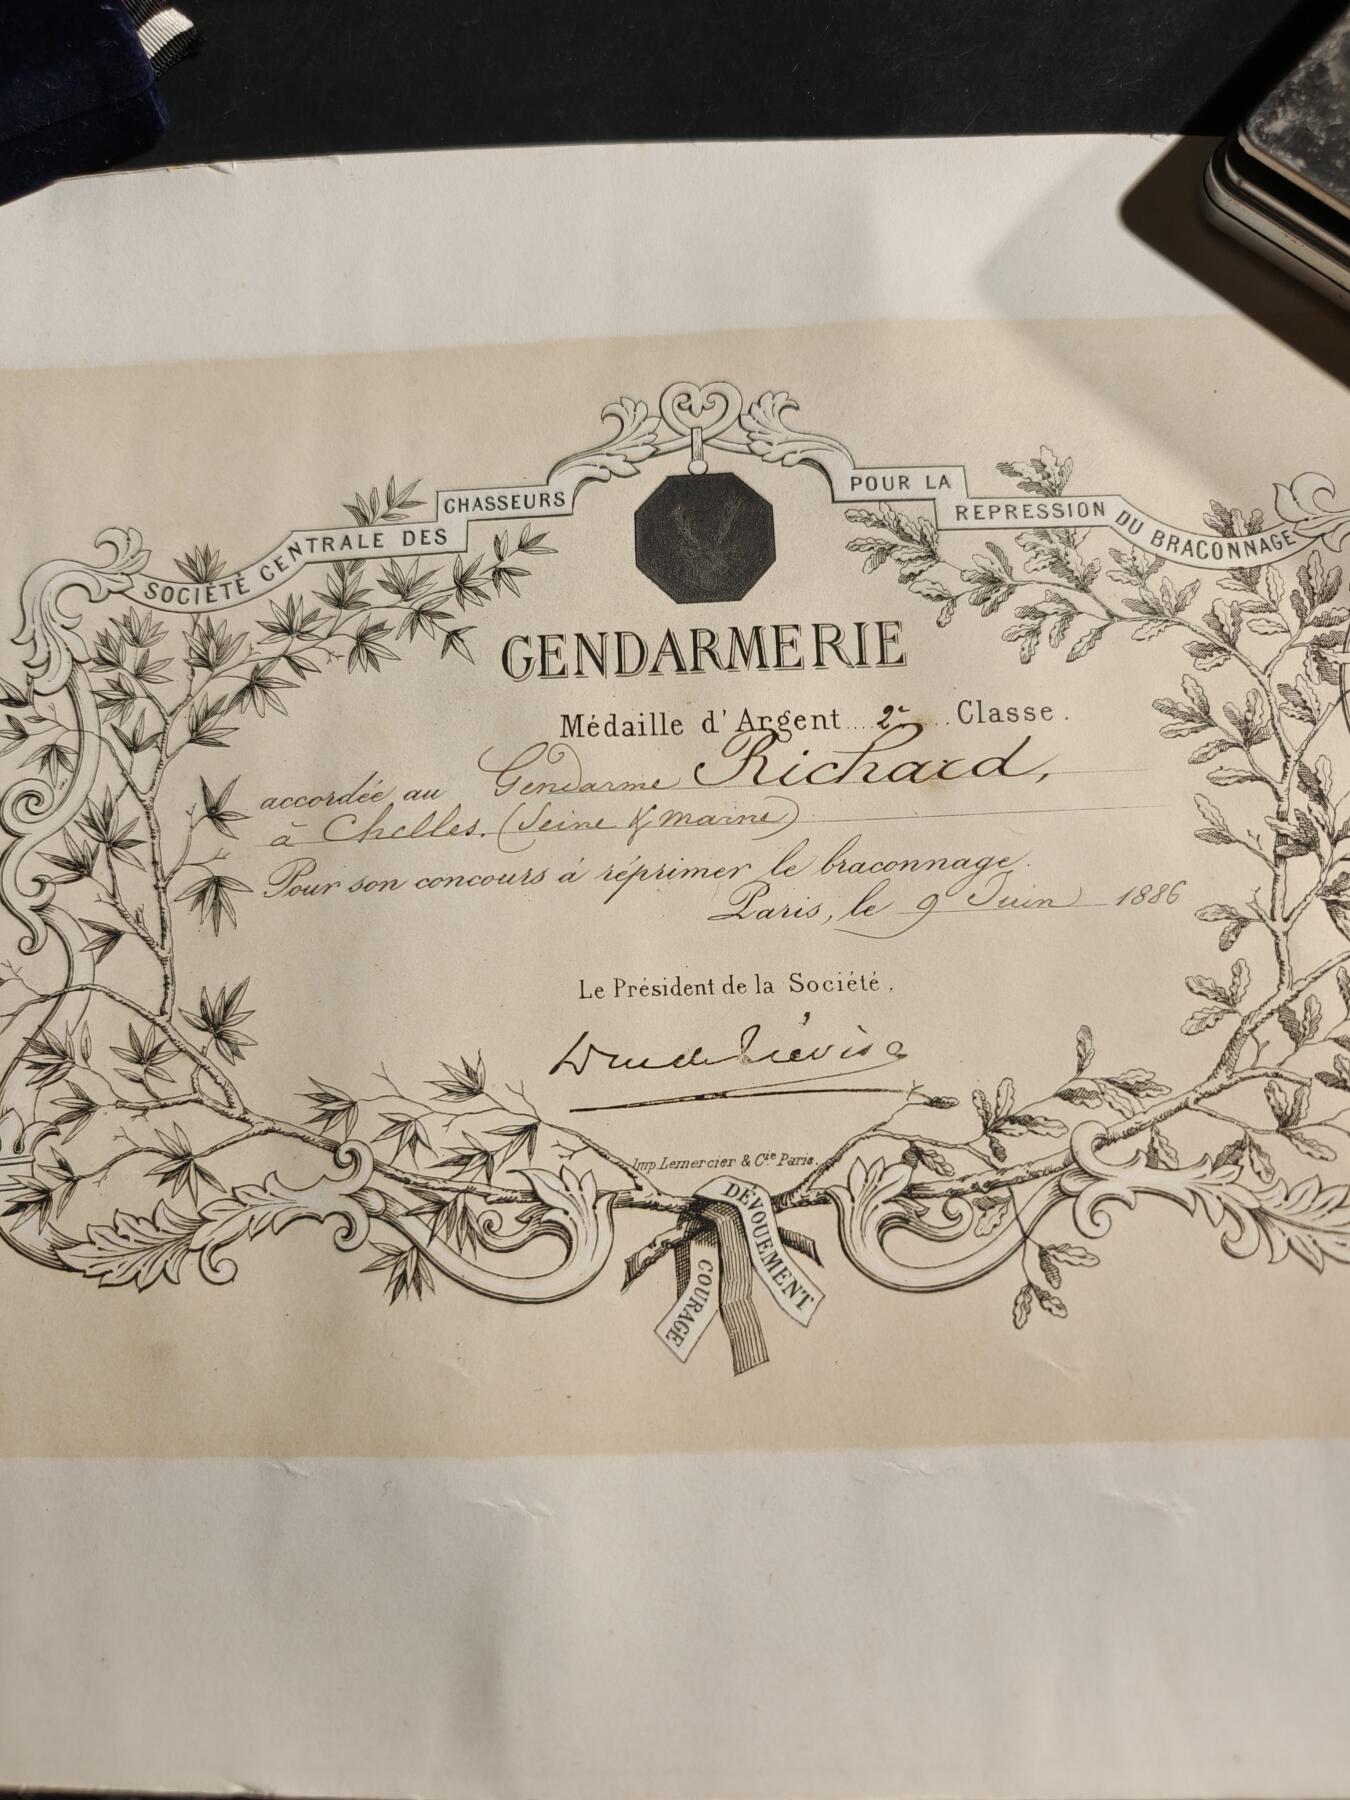 SOCIÉTÉ CENTRALE DES CHASSEURS POUR LA REPRESSION DU BRACONNAGE
GENDARMERIE
Médaille d'Argent 2e Classe.
accordée au Gendarme Richard,
à Chelles. (Seine & marne)
Pour son concours à réprimer le braconnage.
Paris, le 9 Juin 1886
Le Président de la Société.
Imp. Lemercier & Cie Paris.
DÉVOUEMENT
COURAGE